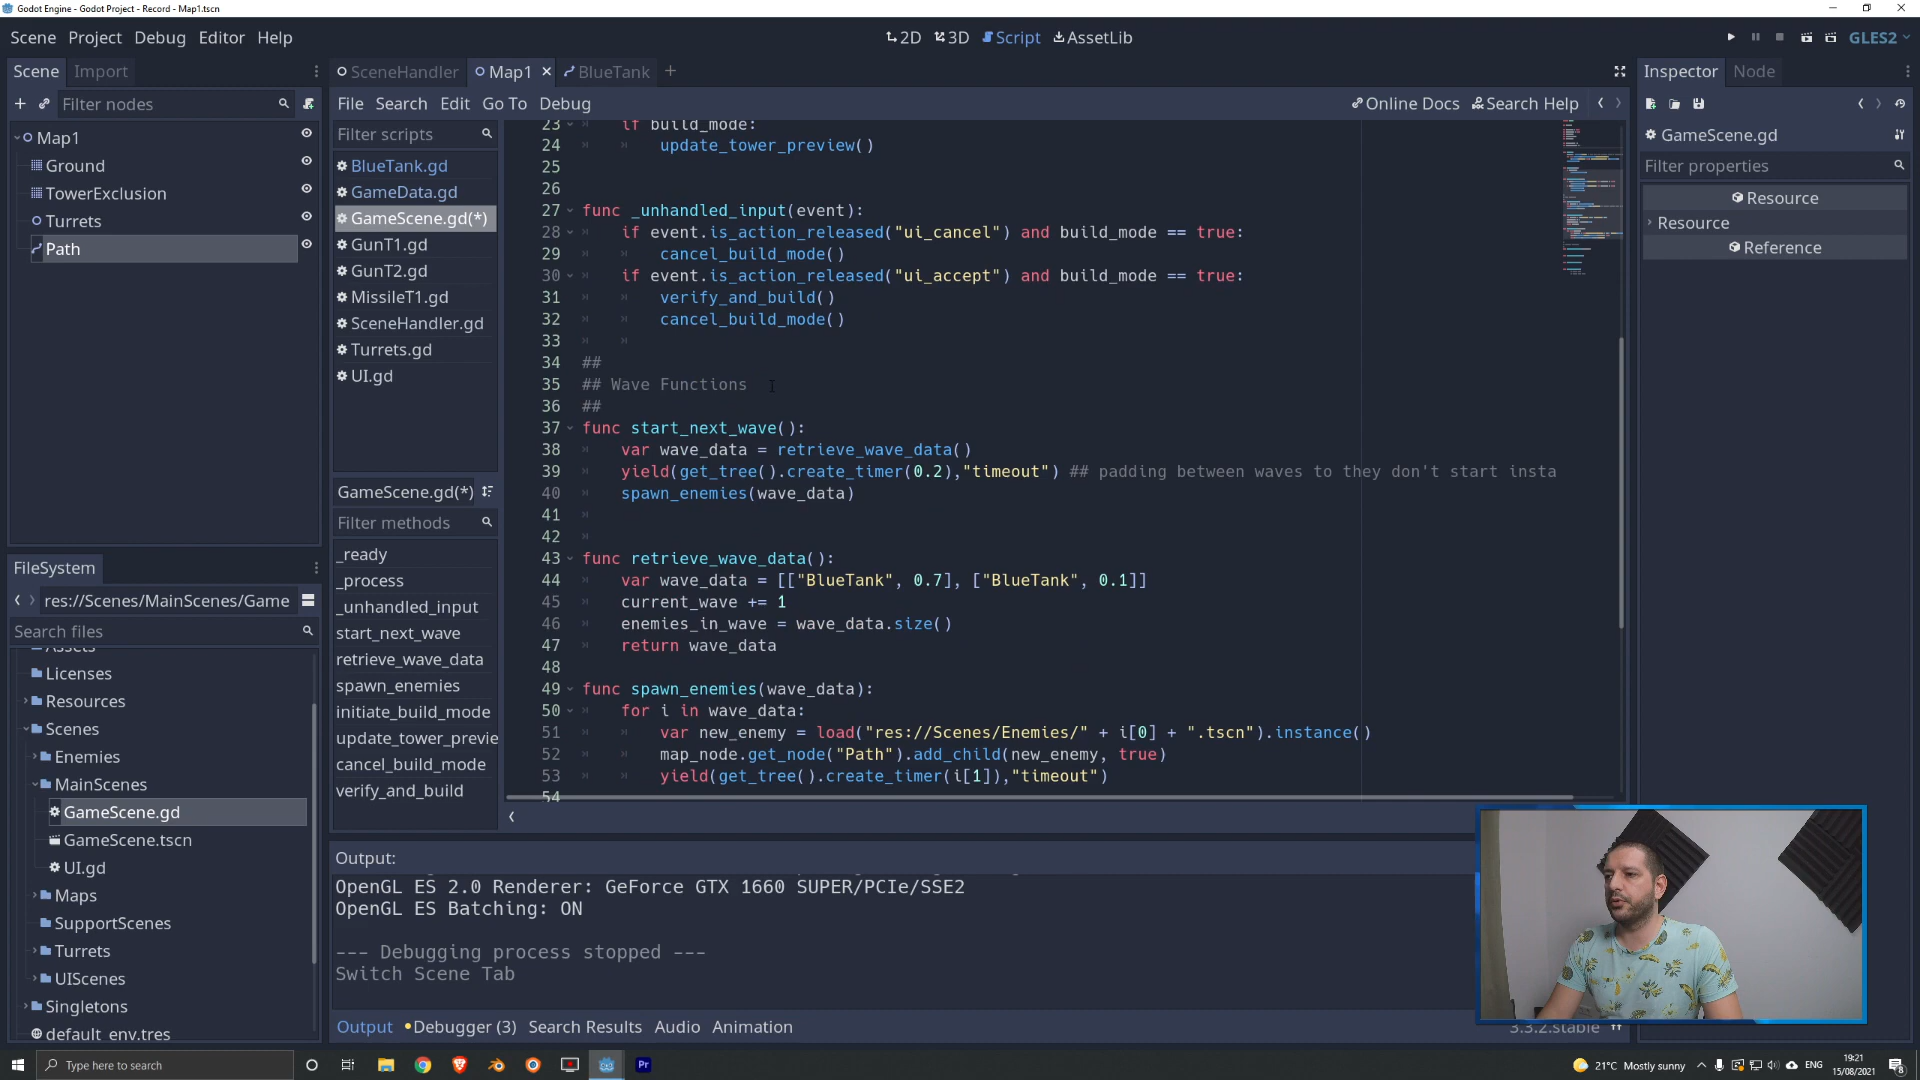 Godot Engine - Godot Project - Record - Map1.tscn
Scene Project Debug Editor Help
2D 3D Script AssetLib
GLES2
Scene Import
Filter nodes
Map1
Ground
TowerExclusion
Turrets
Path
FileSystem
res://Scenes/MainScenes/Game
Search files
Assets
Licenses
Resources
Scenes
Enemies
MainScenes
GameScene.gd
GameScene.tscn
UI.gd
Maps
SupportScenes
Turrets
UIScenes
Singletons
default_env.tres
SceneHandler Map1 BlueTank
File Search Edit Go To Debug
Online Docs Search Help
Filter scripts
BlueTank.gd
GameData.gd
GameScene.gd(*)
GunT1.gd
GunT2.gd
MissileT1.gd
SceneHandler.gd
Turrets.gd
UI.gd
GameScene.gd(*)
Filter methods
_ready
_process
_unhandled_input
start_next_wave
retrieve_wave_data
spawn_enemies
initiate_build_mode
update_tower_previe
cancel_build_mode
verify_and_build
23 if build_mode:
24 update_tower_preview()
25
26
27 func _unhandled_input(event):
28 if event.is_action_released("ui_cancel") and build_mode == true:
29 cancel_build_mode()
30 if event.is_action_released("ui_accept") and build_mode == true:
31 verify_and_build()
32 cancel_build_mode()
33
34 ##
35 ## Wave Functions
36 ##
37 func start_next_wave():
38 var wave_data = retrieve_wave_data()
39 yield(get_tree().create_timer(0.2),"timeout") ## padding between waves to they don't start insta
40 spawn_enemies(wave_data)
41
42
43 func retrieve_wave_data():
44 var wave_data = [["BlueTank", 0.7], ["BlueTank", 0.1]]
45 current_wave += 1
46 enemies_in_wave = wave_data.size()
47 return wave_data
48
49 func spawn_enemies(wave_data):
50 for i in wave_data:
51 var new_enemy = load("res://Scenes/Enemies/" + i[0] + ".tscn").instance()
52 map_node.get_node("Path").add_child(new_enemy, true)
53 yield(get_tree().create_timer(i[1]),"timeout")
54
Output:
OpenGL ES 2.0 Renderer: GeForce GTX 1660 SUPER/PCIe/SSE2
OpenGL ES Batching: ON
--- Debugging process stopped ---
Switch Scene Tab
Output Debugger (3) Search Results Audio Animation
3.3.2.stable
Inspector Node
GameScene.gd
Filter properties
Resource
Resource
Reference
Type here to search
Pr
21°C Mostly sunny
ENG
19:21
15/08/2021
8